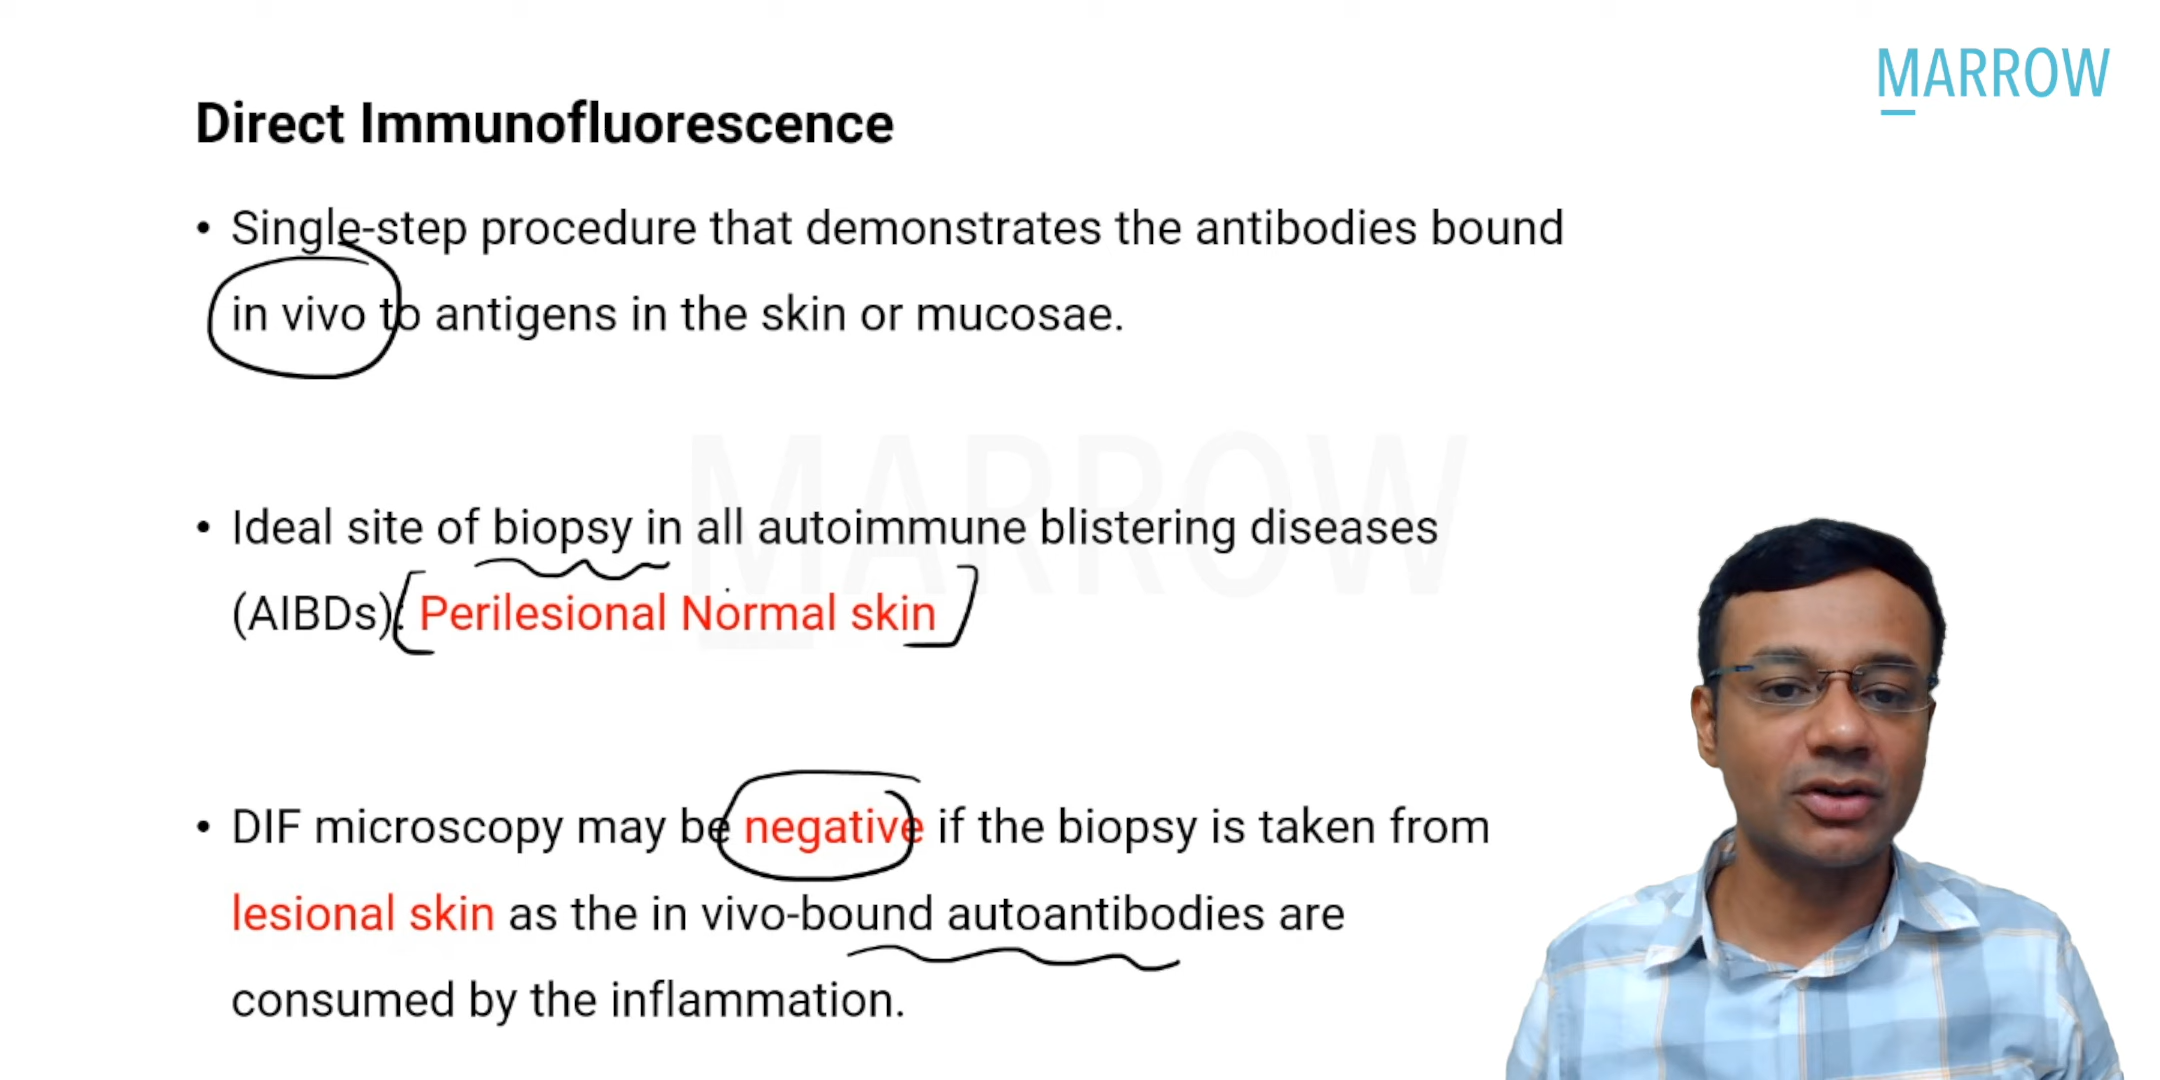 MARROW
Direct Immunofluorescence
• Single-step procedure that demonstrates the antibodies bound
in vivo to antigens in the skin or mucosae.
MARROW
• Ideal site of biopsy in all autoimmune blistering diseases
(AIBDs): Perilesional Normal skin
• DIF microscopy may be negative if the biopsy is taken from
lesional skin as the in vivo-bound autoantibodies are
consumed by the inflammation.